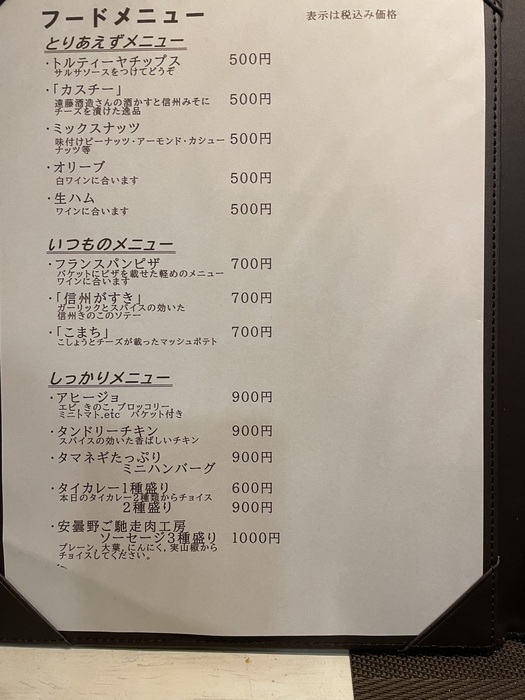 フードメニュー
表示は税込み価格
とりあえずメニュー
・トルティーヤチップス 500円
サルサソースをつけてどうぞ
・「カスチー」 500円
遠藤酒造さんの酒かすと信州みそに
チーズを漬けた逸品
・ミックスナッツ
味付けピーナッツ・アーモンド・カシュー 500円
ナッツ等
・オリーブ 500円
白ワインに合います
・生ハム 500円
ワインに合います
いつものメニュー
・フランスパンピザ 700円
バケットにピザを載せた軽めのメニュー
ワインに合います
・「信州がすき」 700円
ガーリックとスパイスの効いた
信州きのこのソテー
・「こまち」 700円
こしょうとチーズが載ったマッシュポテト
しっかりメニュー
・アヒージョ 900円
エビ、きのこ、ブロッコリー、
ミニトマト.etc バケット付き
・タンドリーチキン 900円
スパイスの効いた香ばしいチキン
・タマネギたっぷり 900円
ミニハンバーグ
・タイカレー1種盛り 600円
本日のタイカレー2種類からチョイス
2種盛り 900円
・安曇野ご馳走肉工房
ソーセージ3種盛り 1000円
プレーン、大葉、にんにく、実山椒から
チョイスしてください。